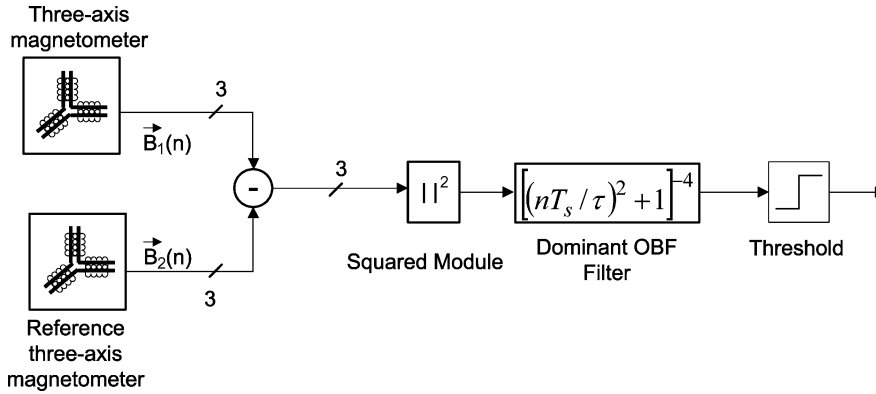 Three-axis
magnetometer
3
B₁(n)
-
3
| |²
[(nTₛ / τ)² + 1]⁻⁴
B₂(n)
3
Squared Module
Dominant OBF
Filter
Threshold
Reference
three-axis
magnetometer